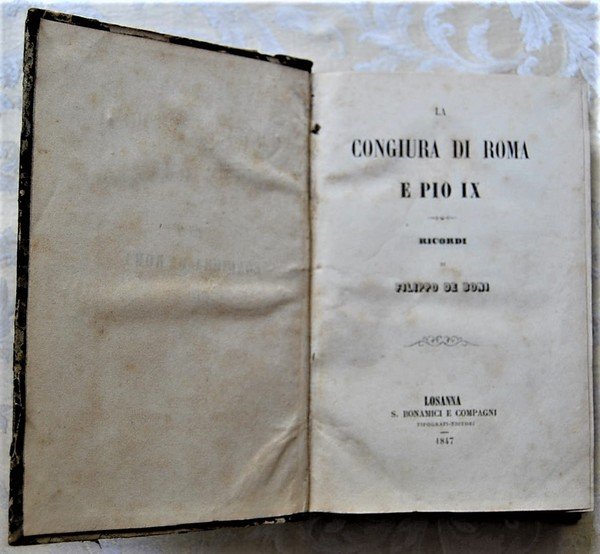 LA
CONGIURA DI ROMA
E PIO IX
RICORDI
DI
FILIPPO DE BONI
LOSANNA
S. BONAMICI E COMPAGNI
TIPOGRAFI-EDITORI
1847